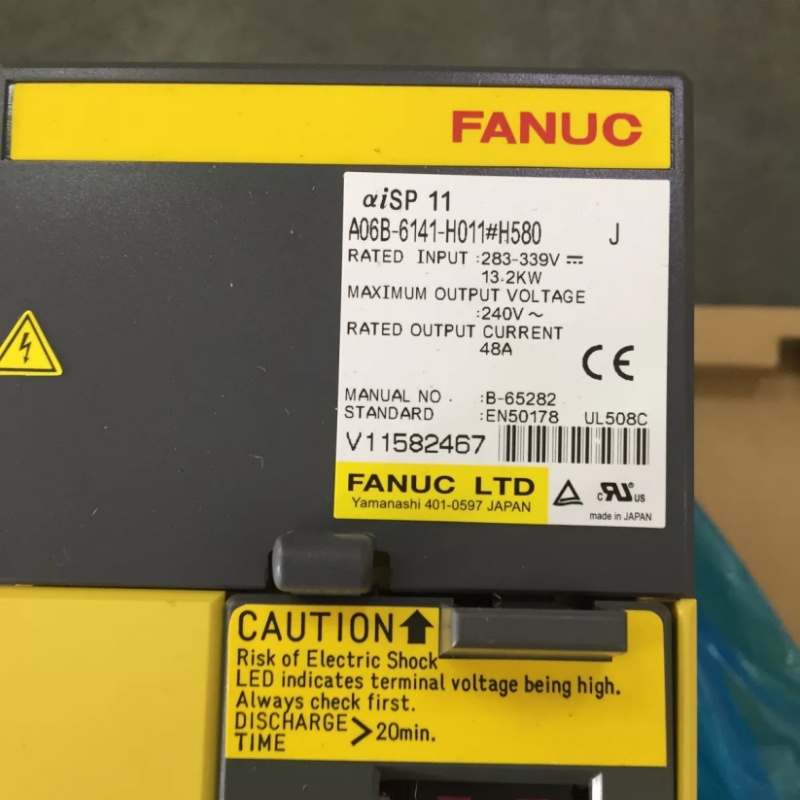 FANUC
αiSP 11
A06B-6141-H011#H580 J
RATED INPUT :283-339V ⎓
13.2KW
MAXIMUM OUTPUT VOLTAGE
:240V ~
RATED OUTPUT CURRENT
48A
CE
MANUAL NO. :B-65282
STANDARD :EN50178 UL508C
V11582467
FANUC LTD
Yamanashi 401-0597 JAPAN
c RU US
made in JAPAN
CAUTION
Risk of Electric Shock
LED indicates terminal voltage being high.
Always check first.
DISCHARGE TIME > 20min.